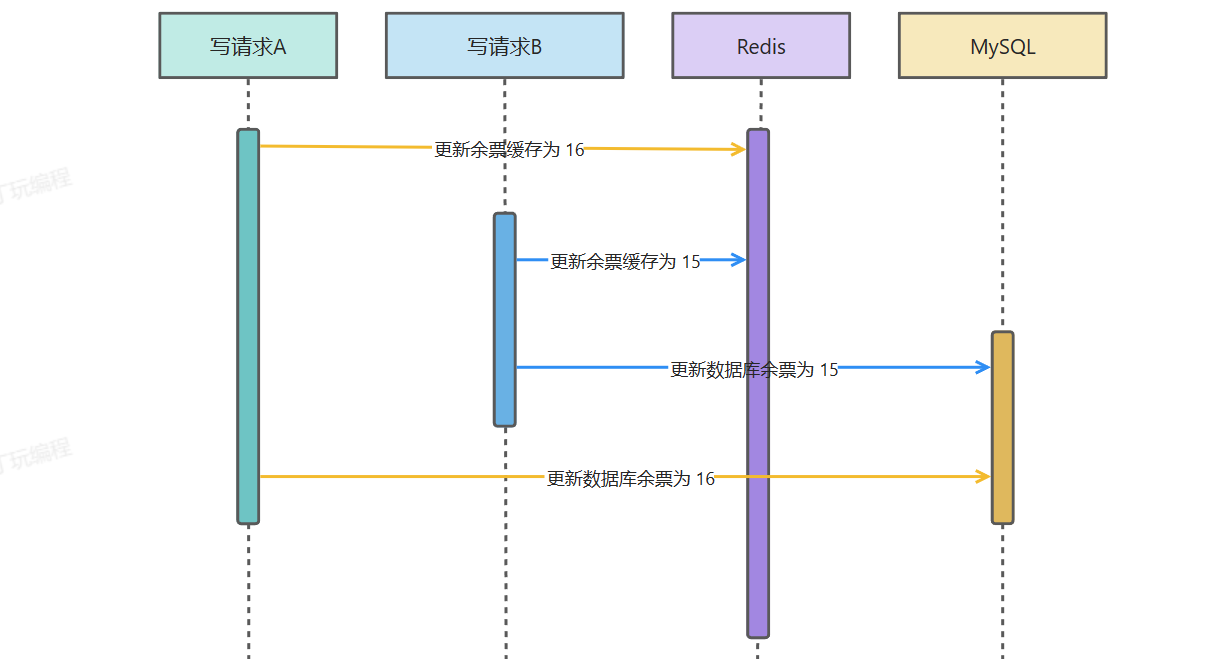 写请求A
写请求B
Redis
MySQL
更新余票缓存为 16
玩编程
更新余票缓存为 15
更新数据库余票为 15
玩编程
更新数据库余票为 16